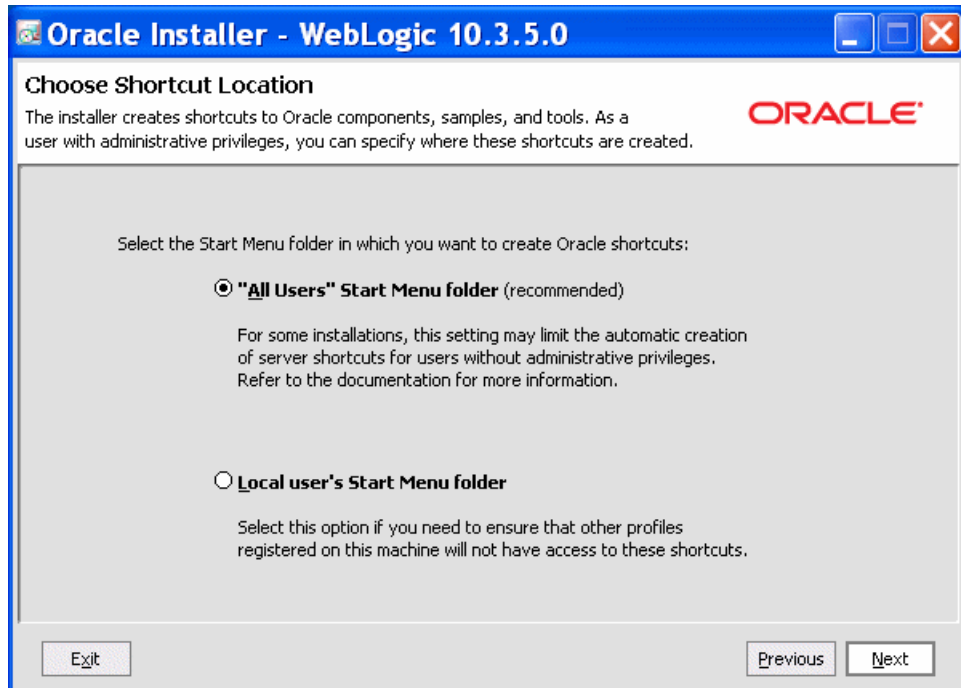 Oracle Installer - WebLogic 10.3.5.0
Choose Shortcut Location
The installer creates shortcuts to Oracle components, samples, and tools. As a
user with administrative privileges, you can specify where these shortcuts are created.
ORACLE
Select the Start Menu folder in which you want to create Oracle shortcuts:
"All Users" Start Menu folder (recommended)
For some installations, this setting may limit the automatic creation
of server shortcuts for users without administrative privileges.
Refer to the documentation for more information.
Local user's Start Menu folder
Select this option if you need to ensure that other profiles
registered on this machine will not have access to these shortcuts.
Exit
Previous
Next